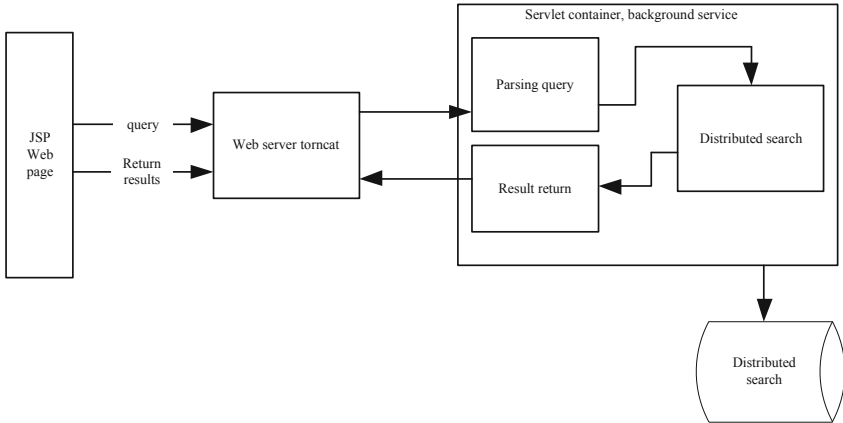 Servlet container, background service
JSP
Web
page
query
Return
results
Web server torncat
Parsing query
Distributed search
Result return
Distributed
search